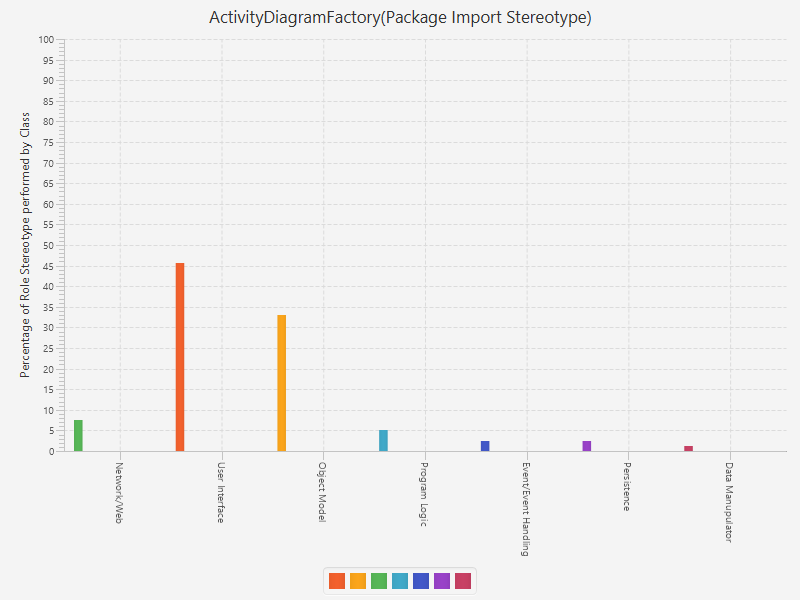 ActivityDiagramFactory(Package Import Stereotype)
Percentage of Role Stereotype performed by Class
100
95
90
85
80
75
70
65
60
55
50
45
40
35
30
25
20
15
10
5
0
Network/Web
User Interface
Object Model
Program Logic
Event/Event Handling
Persistence
Data Manupulator